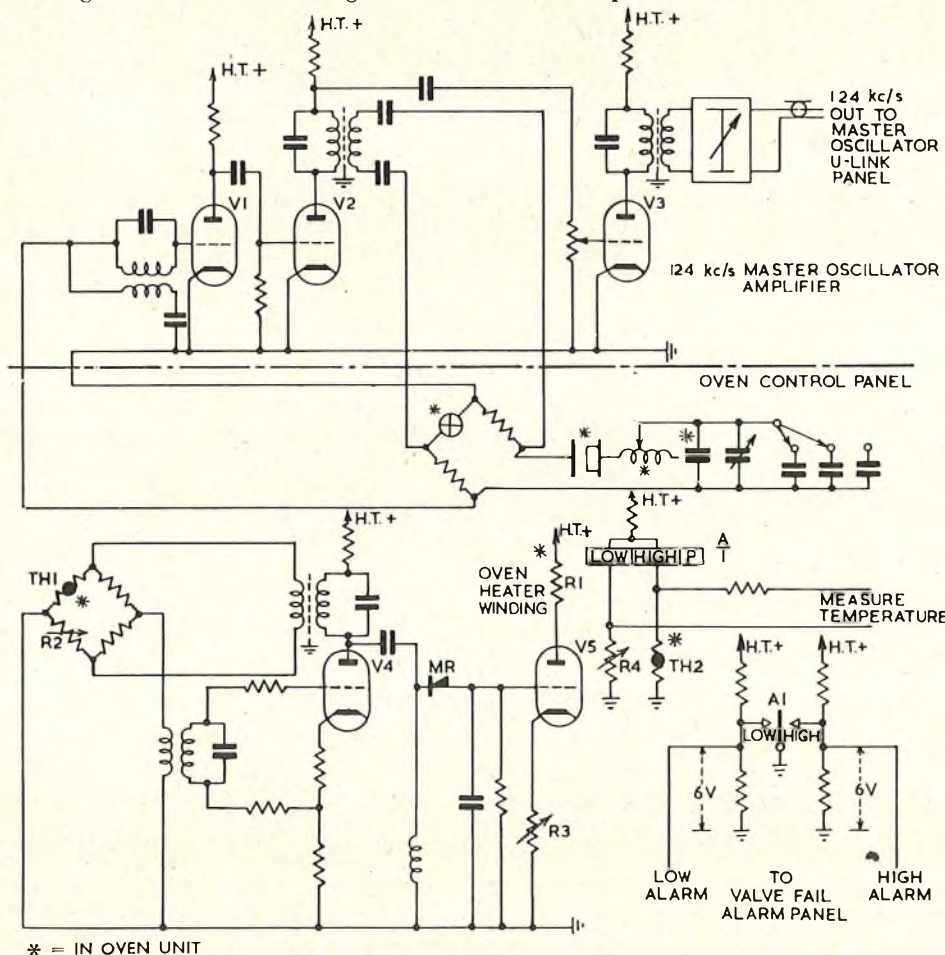 H.T.+
H.T.+
H.T.+
V1
V2
V3
124 kc/s
OUT TO
MASTER
OSCILLATOR
U-LINK
PANEL
124 kc/s MASTER OSCILLATOR
AMPLIFIER
OVEN CONTROL PANEL
*
*
*
*
H.T.+
H.T.+
H.T.+
A
1
LOW HIGH P
TH1
*
R2
V4
MR
OVEN
HEATER
WINDING
*
R1
V5
R3
R4
*
TH2
MEASURE
TEMPERATURE
H.T.+
H.T.+
A1
LOW HIGH
6V
6V
LOW
ALARM
TO
VALVE FAIL
ALARM PANEL
HIGH
ALARM
* = IN OVEN UNIT